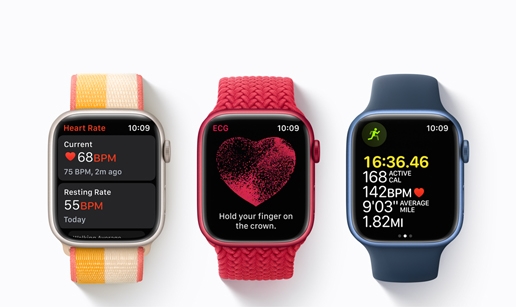 Heart Rate 10:09
Current
68BPM
75 BPM, 2m ago
Resting Rate
55BPM
Today
Walking Average
ECG 10:09
Hold your finger on
the crown.
10:09
16:36.46
168 ACTIVE CAL
142BPM
9'03" AVERAGE MILE
1.82MI